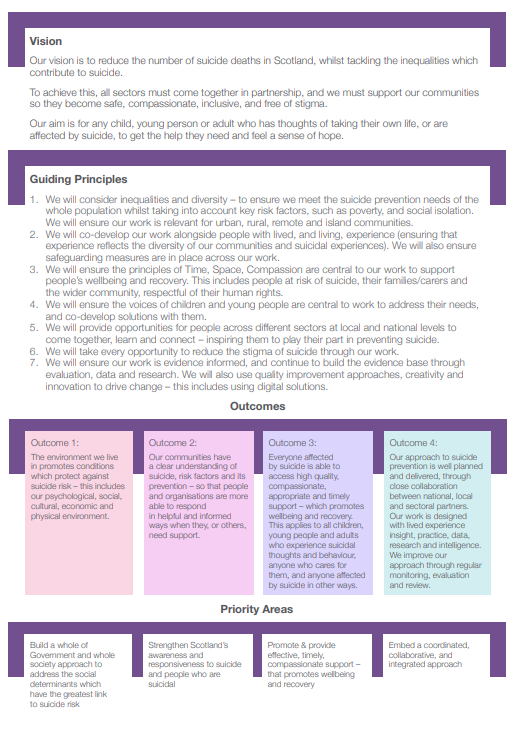 Vision
Our vision is to reduce the number of suicide deaths in Scotland, whilst tackling the inequalities which
contribute to suicide.
To achieve this, all sectors must come together in partnership, and we must support our communities
so they become safe, compassionate, inclusive, and free of stigma.
Our aim is for any child, young person or adult who has thoughts of taking their own life, or are
affected by suicide, to get the help they need and feel a sense of hope.
Guiding Principles
1. We will consider inequalities and diversity – to ensure we meet the suicide prevention needs of the
whole population whilst taking into account key risk factors, such as poverty, and social isolation.
We will ensure our work is relevant for urban, rural, remote and island communities.
2. We will co-develop our work alongside people with lived, and living, experience (ensuring that
experience reflects the diversity of our communities and suicidal experiences). We will also ensure
safeguarding measures are in place across our work.
3. We will ensure the principles of Time, Space, Compassion are central to our work to support
people's wellbeing and recovery. This includes people at risk of suicide, their families/carers and
the wider community, respectful of their human rights.
4. We will ensure the voices of children and young people are central to work to address their needs,
and co-develop solutions with them.
5. We will provide opportunities for people across different sectors at local and national levels to
come together, learn and connect – inspiring them to play their part in preventing suicide.
6. We will take every opportunity to reduce the stigma of suicide through our work.
7. We will ensure our work is evidence informed, and continue to build the evidence base through
evaluation, data and research. We will also use quality improvement approaches, creativity and
innovation to drive change – this includes using digital solutions.
Outcomes
Outcome 1:
The environment we live
in promotes conditions
which protect against
suicide risk – this includes
our psychological, social,
cultural, economic and
physical environment.
Outcome 2:
Our communities have
a clear understanding of
suicide, risk factors and its
prevention – so that people
and organisations are more
able to respond
in helpful and informed
ways when they, or others,
need support.
Outcome 3:
Everyone affected
by suicide is able to
access high quality,
compassionate,
appropriate and timely
support – which promotes
wellbeing and recovery.
This applies to all children,
young people and adults
who experience suicidal
thoughts and behaviour,
anyone who cares for
them, and anyone affected
by suicide in other ways.
Outcome 4:
Our approach to suicide
prevention is well planned
and delivered, through
close collaboration
between national, local
and sectoral partners.
Our work is designed
with lived experience
insight, practice, data,
research and intelligence.
We improve our
approach through regular
monitoring, evaluation
and review.
Priority Areas
Build a whole of
Government and whole
society approach to
address the social
determinants which
have the greatest link
to suicide risk
Strengthen Scotland's
awareness and
responsiveness to suicide
and people who are
suicidal
Promote & provide
effective, timely,
compassionate support –
that promotes wellbeing
and recovery
Embed a coordinated,
collaborative, and
integrated approach